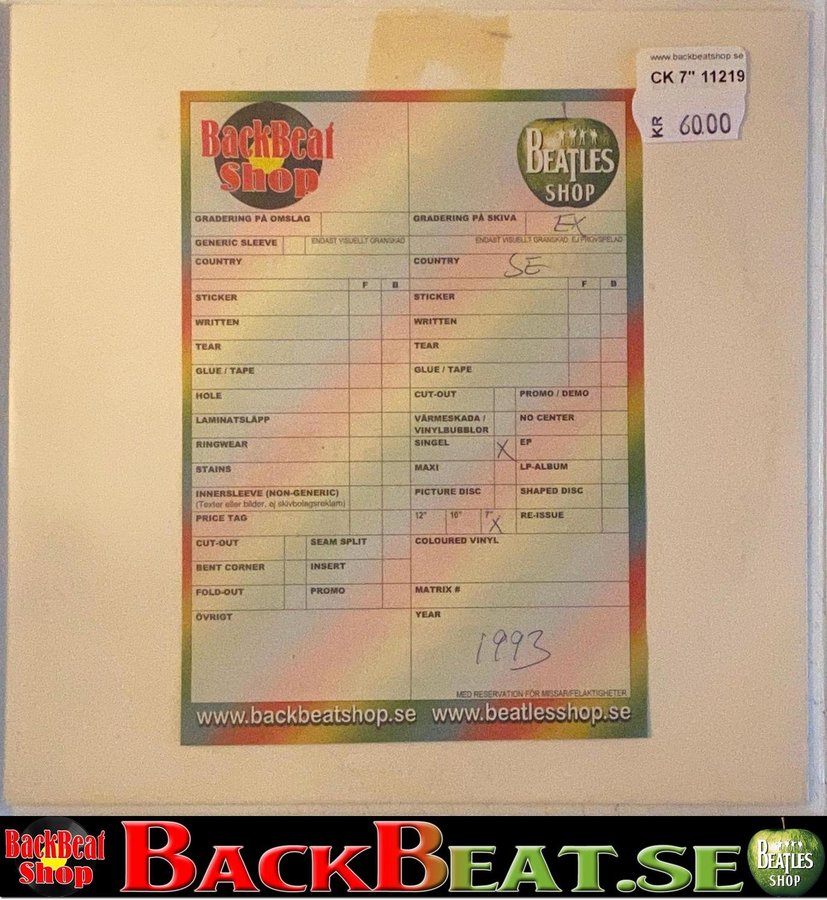 www.backbeatshop.se
CK 7" 11219
KR 60.00
BackBeat
Shop
BEATLES
SHOP
GRADERING PÅ OMSLAG
GRADERING PÅ SKIVA EX
GENERIC SLEEVE ENDAST VISUELLT GRANSKAD
ENDAST VISUELLT GRANSKAD, EJ PROVSPELAD
COUNTRY
COUNTRY SE
F B
F B
STICKER
STICKER
WRITTEN
WRITTEN
TEAR
TEAR
GLUE / TAPE
GLUE / TAPE
HOLE
CUT-OUT PROMO / DEMO
LAMINATSLÄPP
VÄRMESKADA / NO CENTER
VINYLBUBBLOR
RINGWEAR
SINGEL X EP
STAINS
MAXI LP-ALBUM
INNERSLEEVE (NON-GENERIC)
(Texter eller bilder, ej skivbolagsreklam)
PICTURE DISC SHAPED DISC
PRICE TAG
12" 10" 7" X RE-ISSUE
CUT-OUT SEAM SPLIT
COLOURED VINYL
BENT CORNER INSERT
FOLD-OUT PROMO
MATRIX #
ÖVRIGT
YEAR
1993
MED RESERVATION FÖR MISSAR/FELAKTIGHETER
www.backbeatshop.se www.beatlesshop.se
BackBeat
Shop
BACKBEAT.SE
BEATLES
SHOP